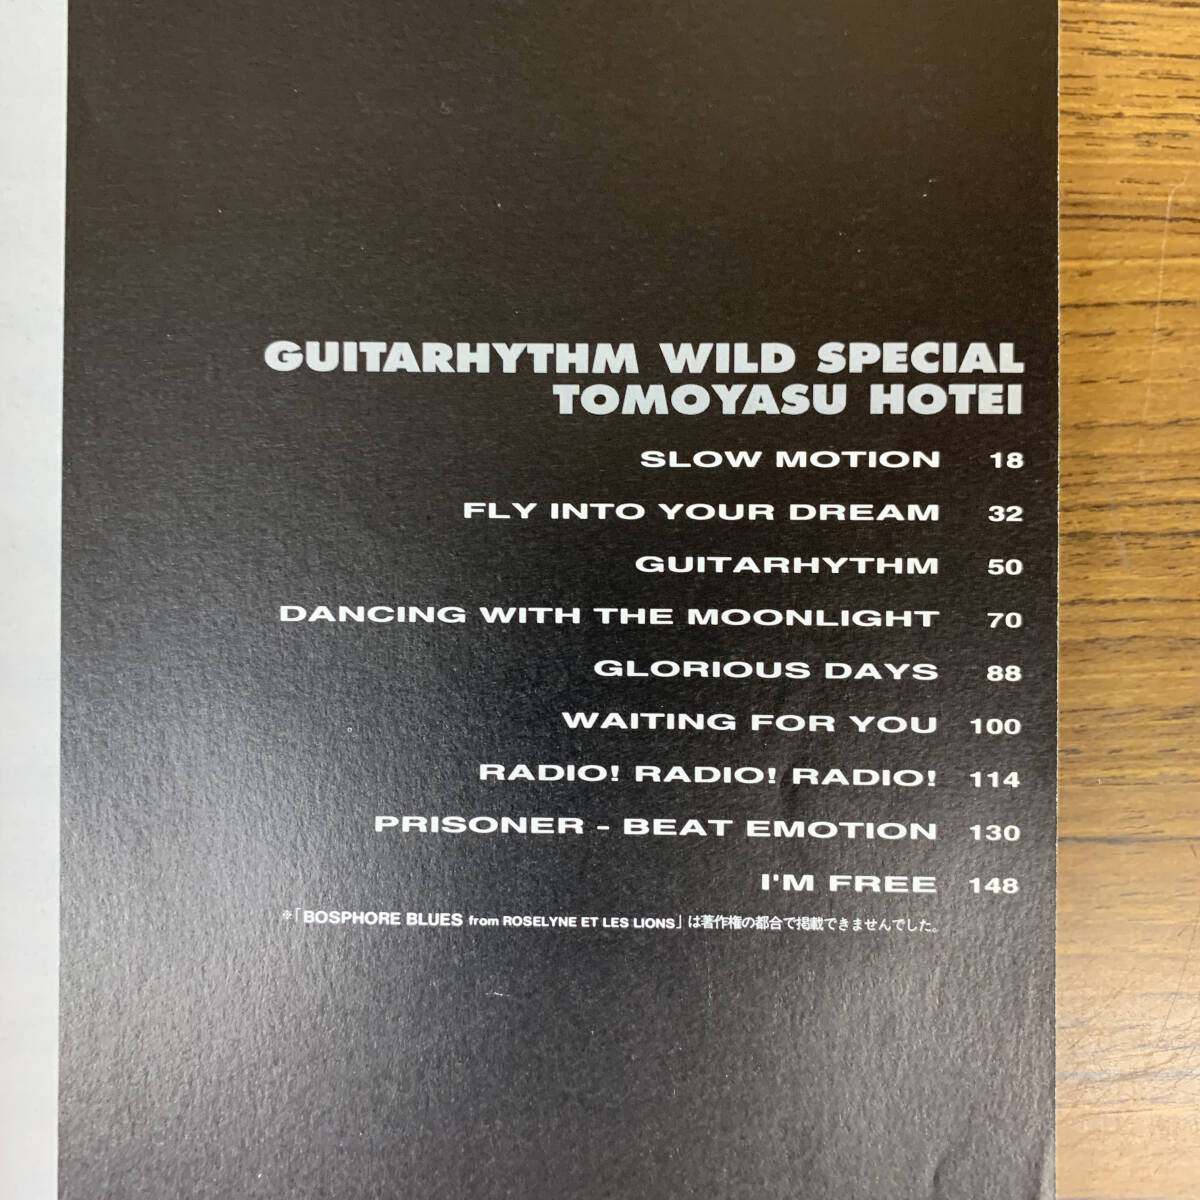 GUITARHYTHM WILD SPECIAL
TOMOYASU HOTEI
SLOW MOTION 18
FLY INTO YOUR DREAM 32
GUITARHYTHM 50
DANCING WITH THE MOONLIGHT 70
GLORIOUS DAYS 88
WAITING FOR YOU 100
RADIO! RADIO! RADIO! 114
PRISONER - BEAT EMOTION 130
I'M FREE 148
※「BOSPHORE BLUES from ROSELYNE ET LES LIONS」は著作権の都合で掲載できませんでした。